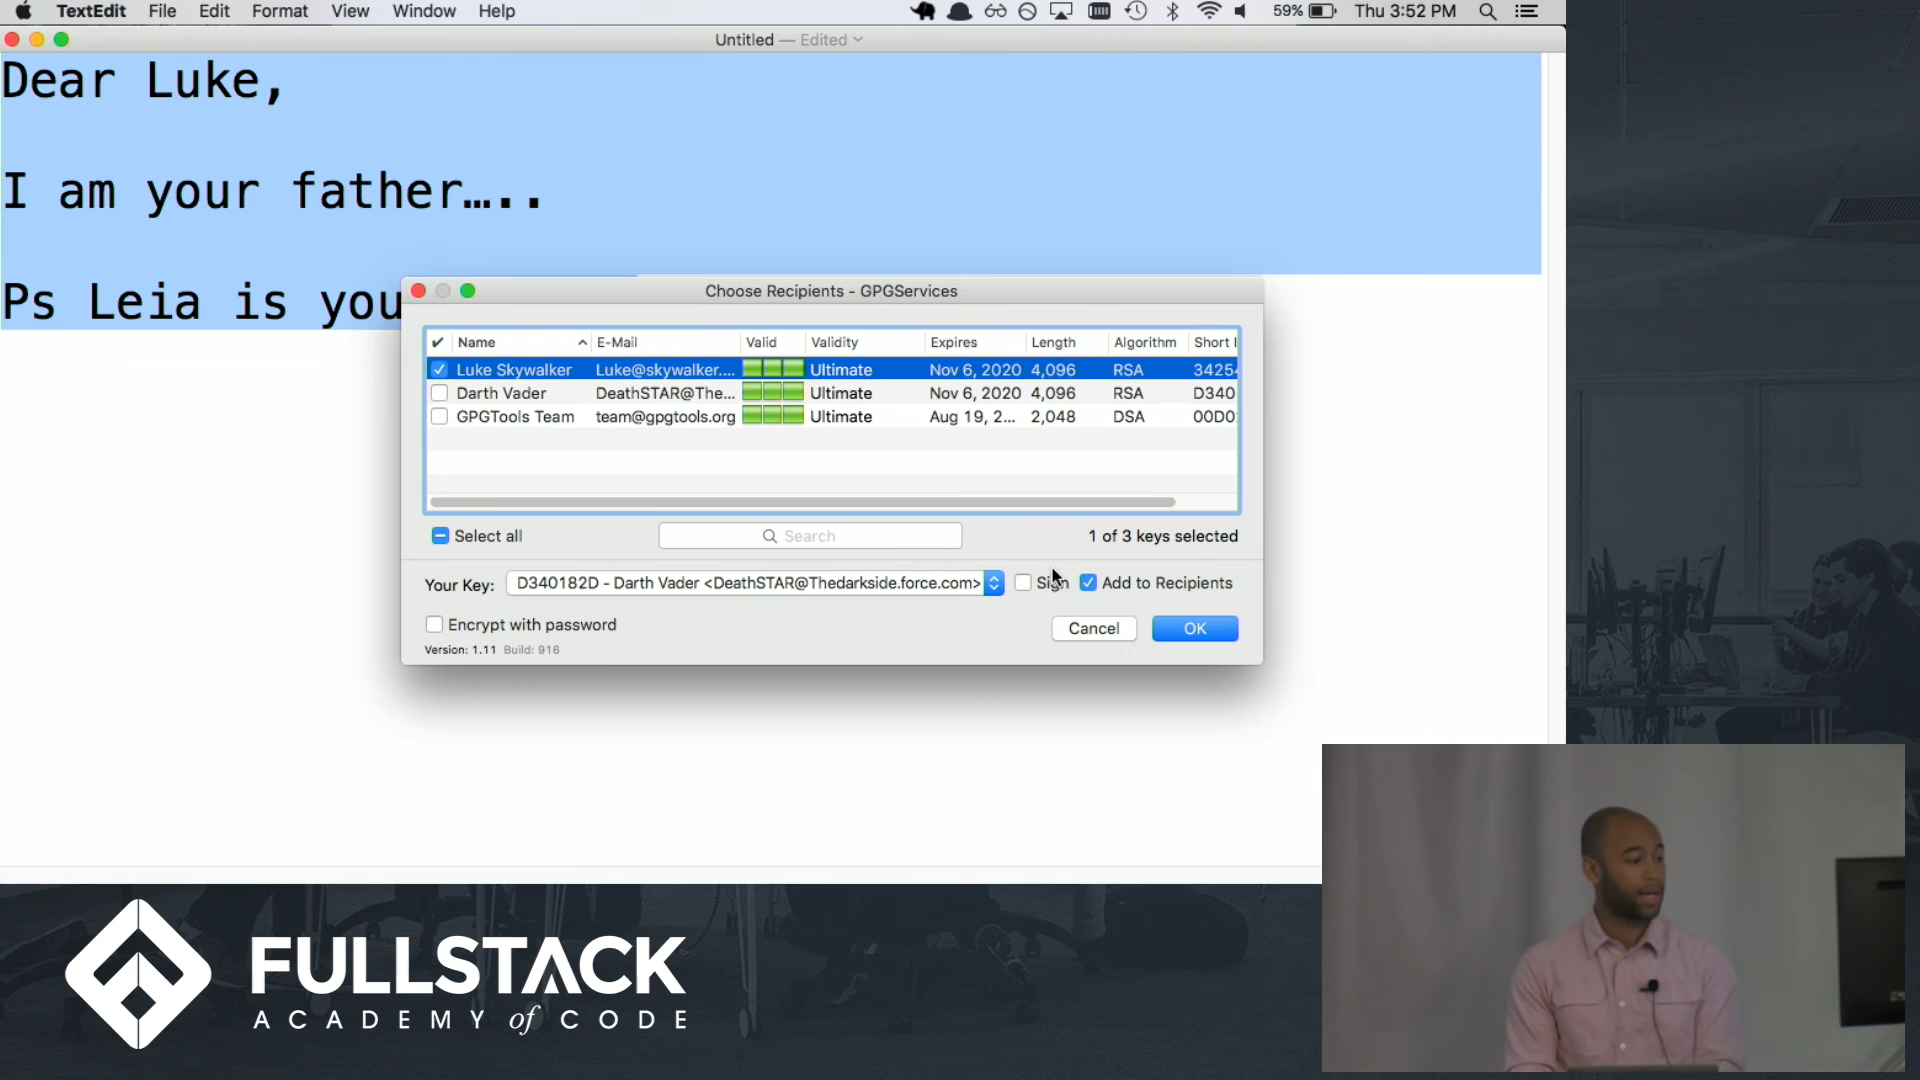 TextEdit File Edit Format View Window Help 59% Thu 3:52 PM
Untitled — Edited
Dear Luke,
I am your father…..
Ps Leia is you
Choose Recipients - GPGServices
✔ Name E-Mail Valid Validity Expires Length Algorithm Short I
Luke Skywalker Luke@skywalker.... Ultimate Nov 6, 2020 4,096 RSA 34254
Darth Vader DeathSTAR@The... Ultimate Nov 6, 2020 4,096 RSA D340
GPGTools Team team@gpgtools.org Ultimate Aug 19, 2... 2,048 DSA 00D0
Select all Search 1 of 3 keys selected
Your Key: D340182D - Darth Vader <DeathSTAR@Thedarkside.force.com> Sign Add to Recipients
Encrypt with password Cancel OK
Version: 1.11 Build: 916
FULLSTACK
ACADEMY of CODE